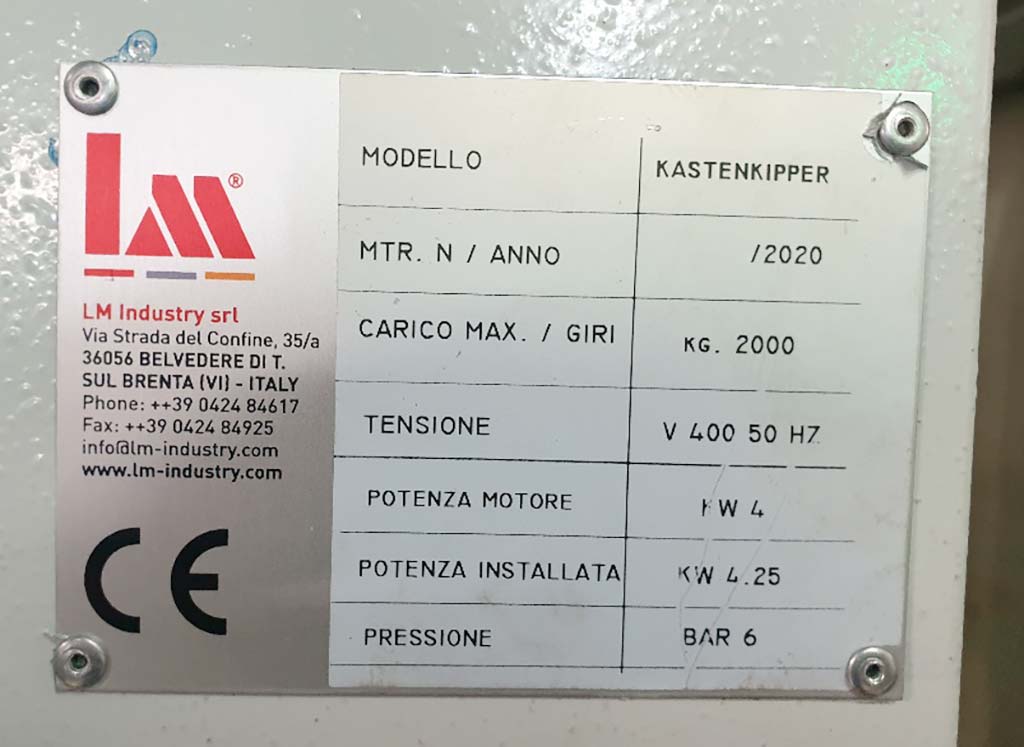 LM®
LM Industry srl
Via Strada del Confine, 35/a
36056 BELVEDERE DI T.
SUL BRENTA (VI) - ITALY
Phone: ++39 0424 84617
Fax: ++39 0424 84925
info@lm-industry.com
www.lm-industry.com
CE
MODELLO KASTENKIPPER
MTR. N / ANNO /2020
CARICO MAX. / GIRI KG. 2000
TENSIONE V 400 50 HZ
POTENZA MOTORE KW 4
POTENZA INSTALLATA KW 4.25
PRESSIONE BAR 6